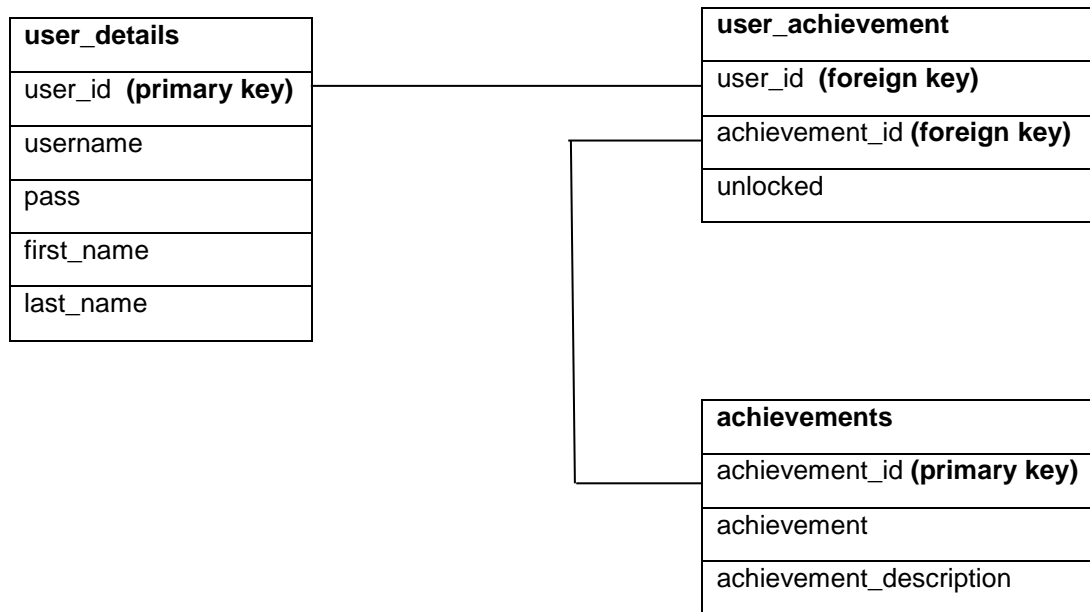 user_details
user_id (primary key)
username
pass
first_name
last_name
user_achievement
user_id (foreign key)
achievement_id (foreign key)
unlocked
achievements
achievement_id (primary key)
achievement
achievement_description